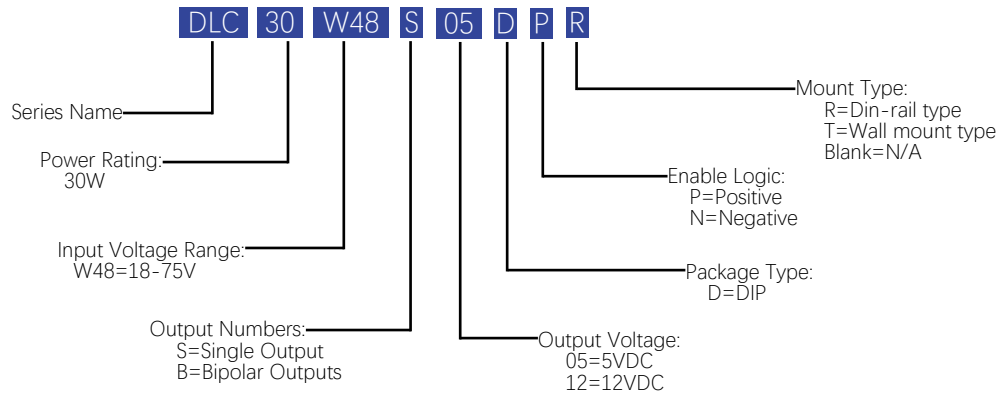 DLC 30 W48 S 05 D P R
Series Name
Power Rating:
30W
Input Voltage Range:
W48=18-75V
Output Numbers:
S=Single Output
B=Bipolar Outputs
Output Voltage:
05=5VDC
12=12VDC
Package Type:
D=DIP
Enable Logic:
P=Positive
N=Negative
Mount Type:
R=Din-rail type
T=Wall mount type
Blank=N/A